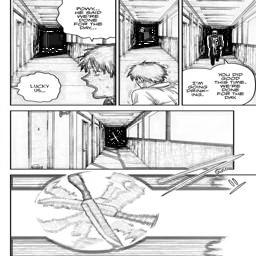 FOWY...
HE SAID
WE'RE
DONE
FOR THE
DAY...
LUCKY
US...
I'M
GOING
DRINK-
ING.
YOU DID
GOOD
THIS TIME.
WE'RE
DONE
FOR THE
DAY.